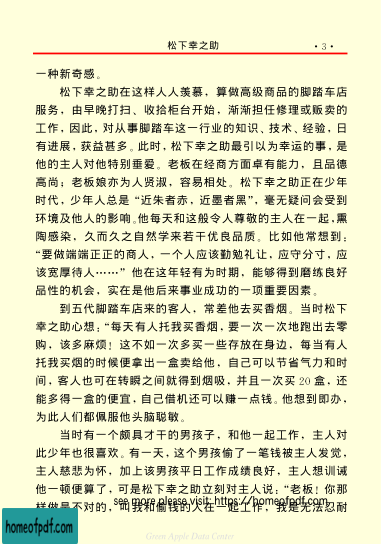 松下幸之助
·3·
一种新奇感。
松下幸之助在这样人人羡慕，算做高级商品的脚踏车店
服务，由早晚打扫、收拾柜台开始，渐渐担任修理或贩卖的
工作，因此，对从事脚踏车这一行业的知识、技术、经验，日
有进展，获益甚多。此时，松下幸之助最引以为幸运的事，是
他的主人对他特别垂爱。老板在经商方面卓有能力，且品德
高尚；老板娘亦为人贤淑，容易相处。松下幸之助正在少年
时代，少年人总是“近朱者赤，近墨者黑”，毫无疑问会受到
环境及他人的影响。他每天和这般令人尊敬的主人在一起，熏
陶感染，久而久之自然学来若干优良品质。比如他常想到：
“要做端端正正的商人，一个人应该勤勉礼让，应守分寸，应
该宽厚待人……”他在这年轻有为时期，能够得到磨练良好
品性的机会，实在是他后来事业成功的一项重要因素。
到五代脚踏车店来的客人，常差他去买香烟。当时松下
幸之助心想：“每天有人托我买香烟，要一次一次地跑出去零
购，该多麻烦！这不如一次多买一些存放在身边，每当有人
托我买烟的时候便拿出一盒卖给他，自己可以节省气力和时
间，客人也可在转瞬之间就得到烟吸，并且一次买20盒，还
能多得一盒的便宜，自己借机还可以赚一点钱。他想到即办，
为此人们都佩服他头脑聪敏。
当时有一个颇具才干的男孩子，和他一起工作，主人对
此少年也很喜欢。有一天，这个男孩偷了一笔钱被主人发觉，
主人慈悲为怀，加上该男孩平日工作成绩良好，主人想训诫
他一顿便算了，可是松下幸之助立刻对主人说：“老板！你那
样做是不对的，叫我和偷钱的人在一起工作，我是无法忍耐
see more please visit: https://homeofpdf.com
homeofpdf.com
Green Apple Data Center